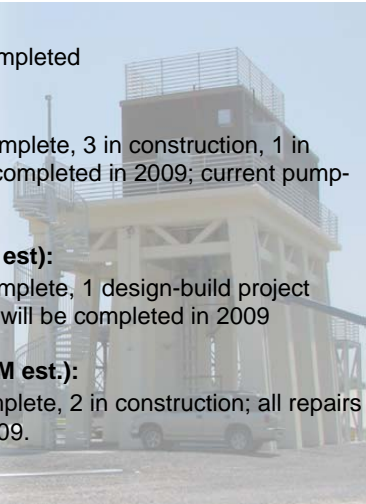 mpleted
mplete, 3 in construction, 1 in
completed in 2009; current pump-
est):
mplete, 1 design-build project
will be completed in 2009
M est.):
mplete, 2 in construction; all repairs
09.